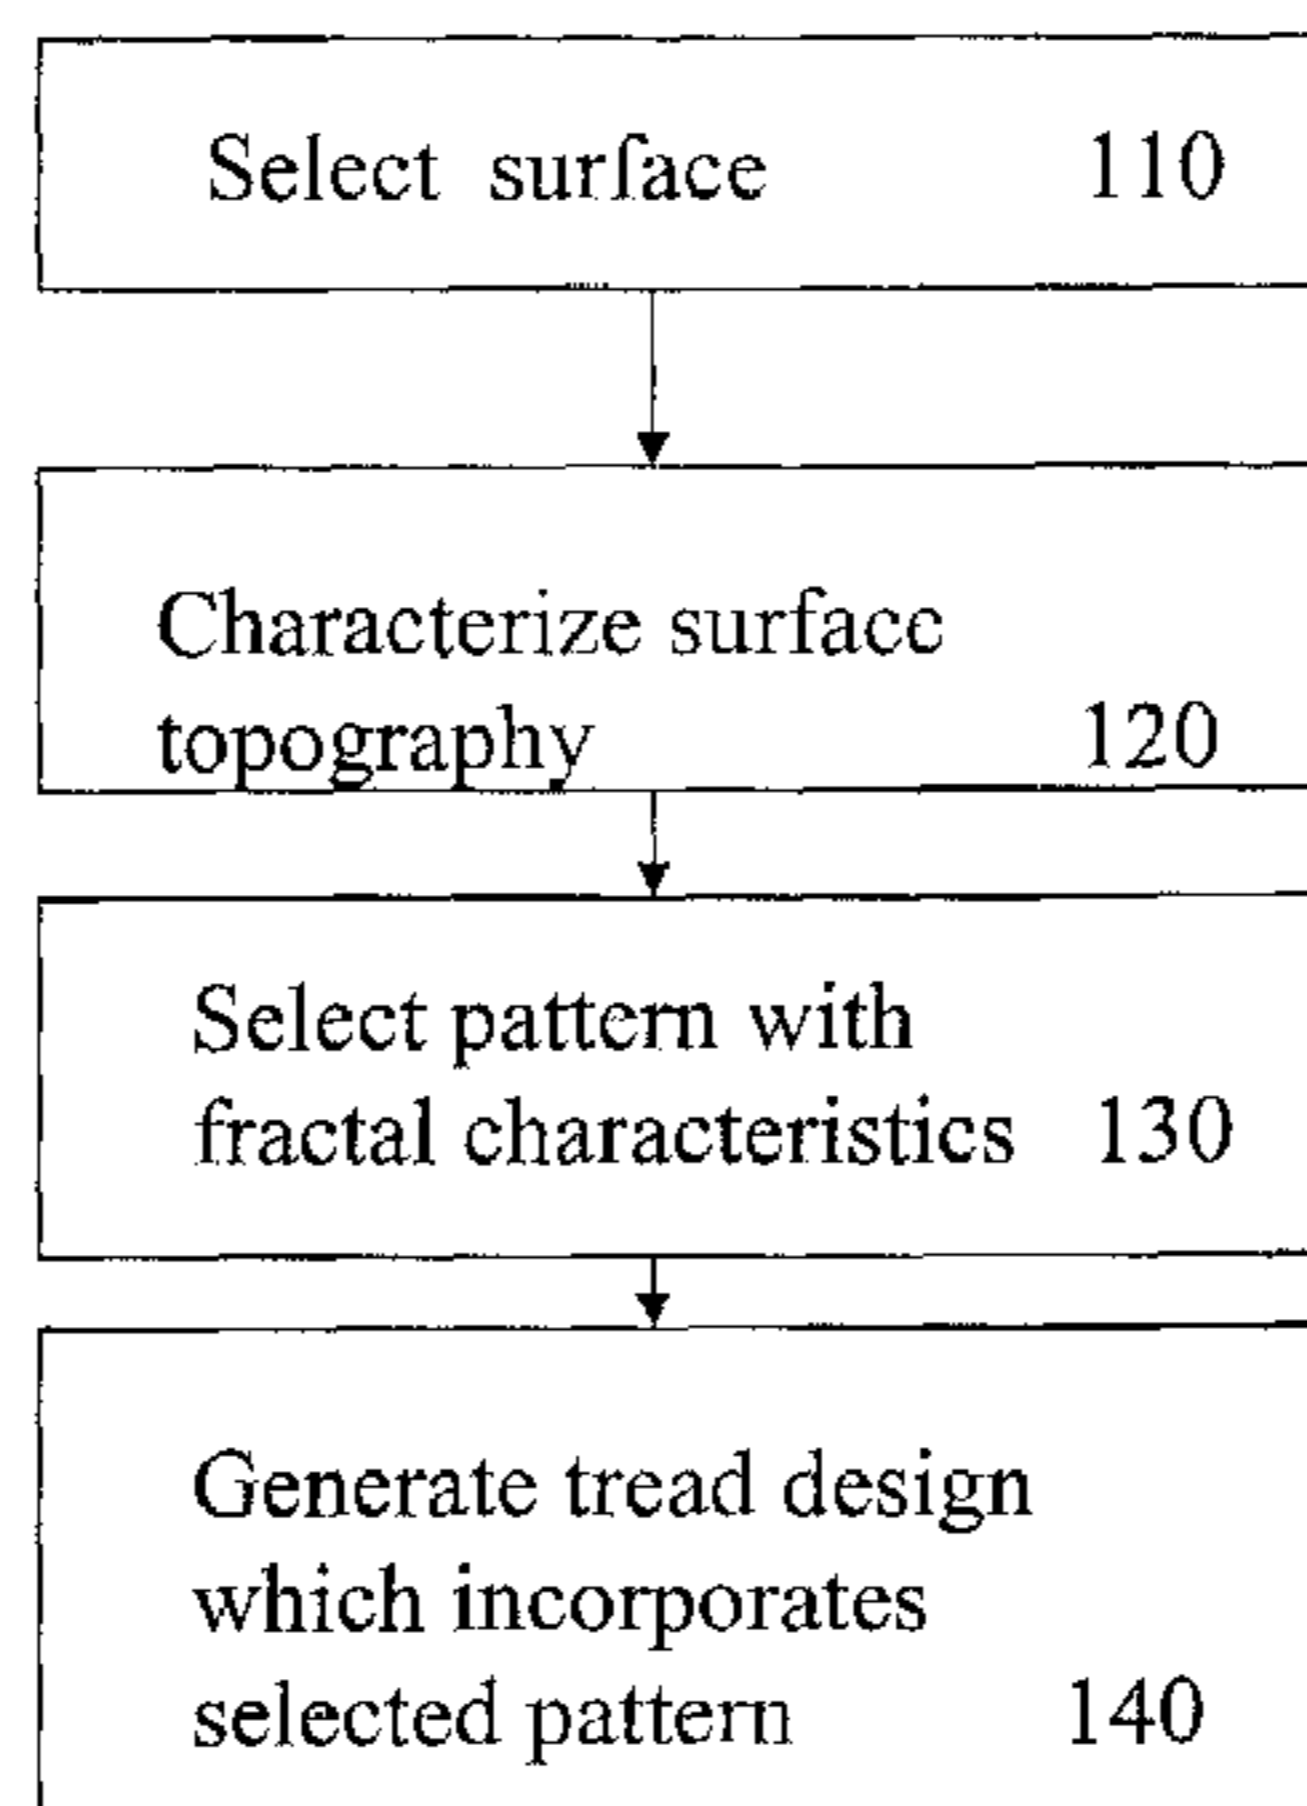 Select surface 110
Characterize surface
topography 120
Select pattern with
fractal characteristics 130
Generate tread design
which incorporates
selected pattern 140